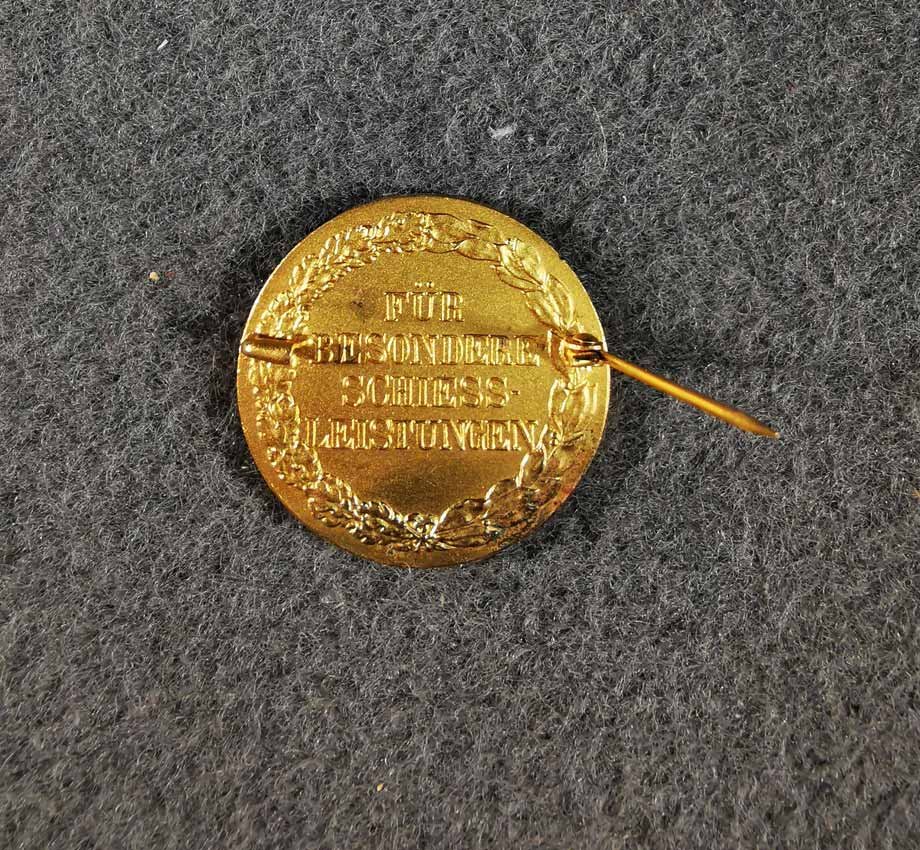 FÜR
BESONDERE
SCHIESS-
LEISTUNGEN